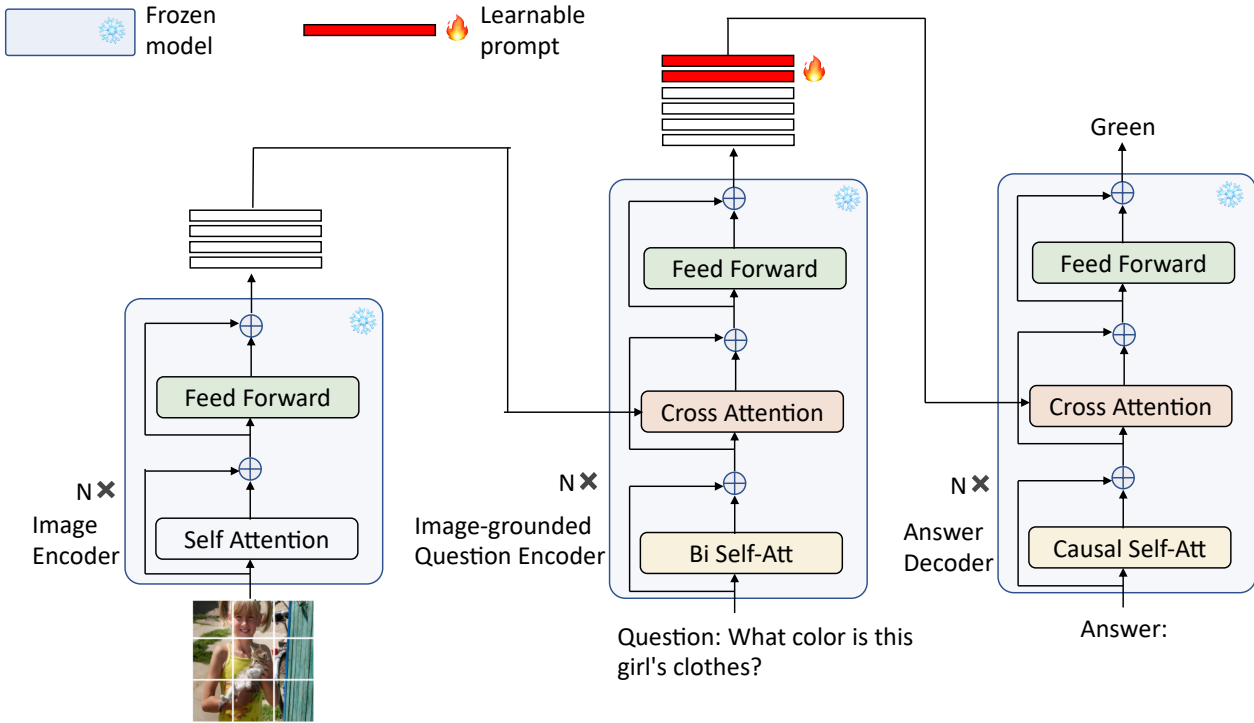 Frozen
model
Learnable
prompt
Green
Feed Forward
Feed Forward
Feed Forward
Cross Attention
Cross Attention
N
Image
Encoder
Self Attention
N
Image-grounded
Question Encoder
Bi Self-Att
N
Answer
Decoder
Causal Self-Att
Question: What color is this
girl's clothes?
Answer: